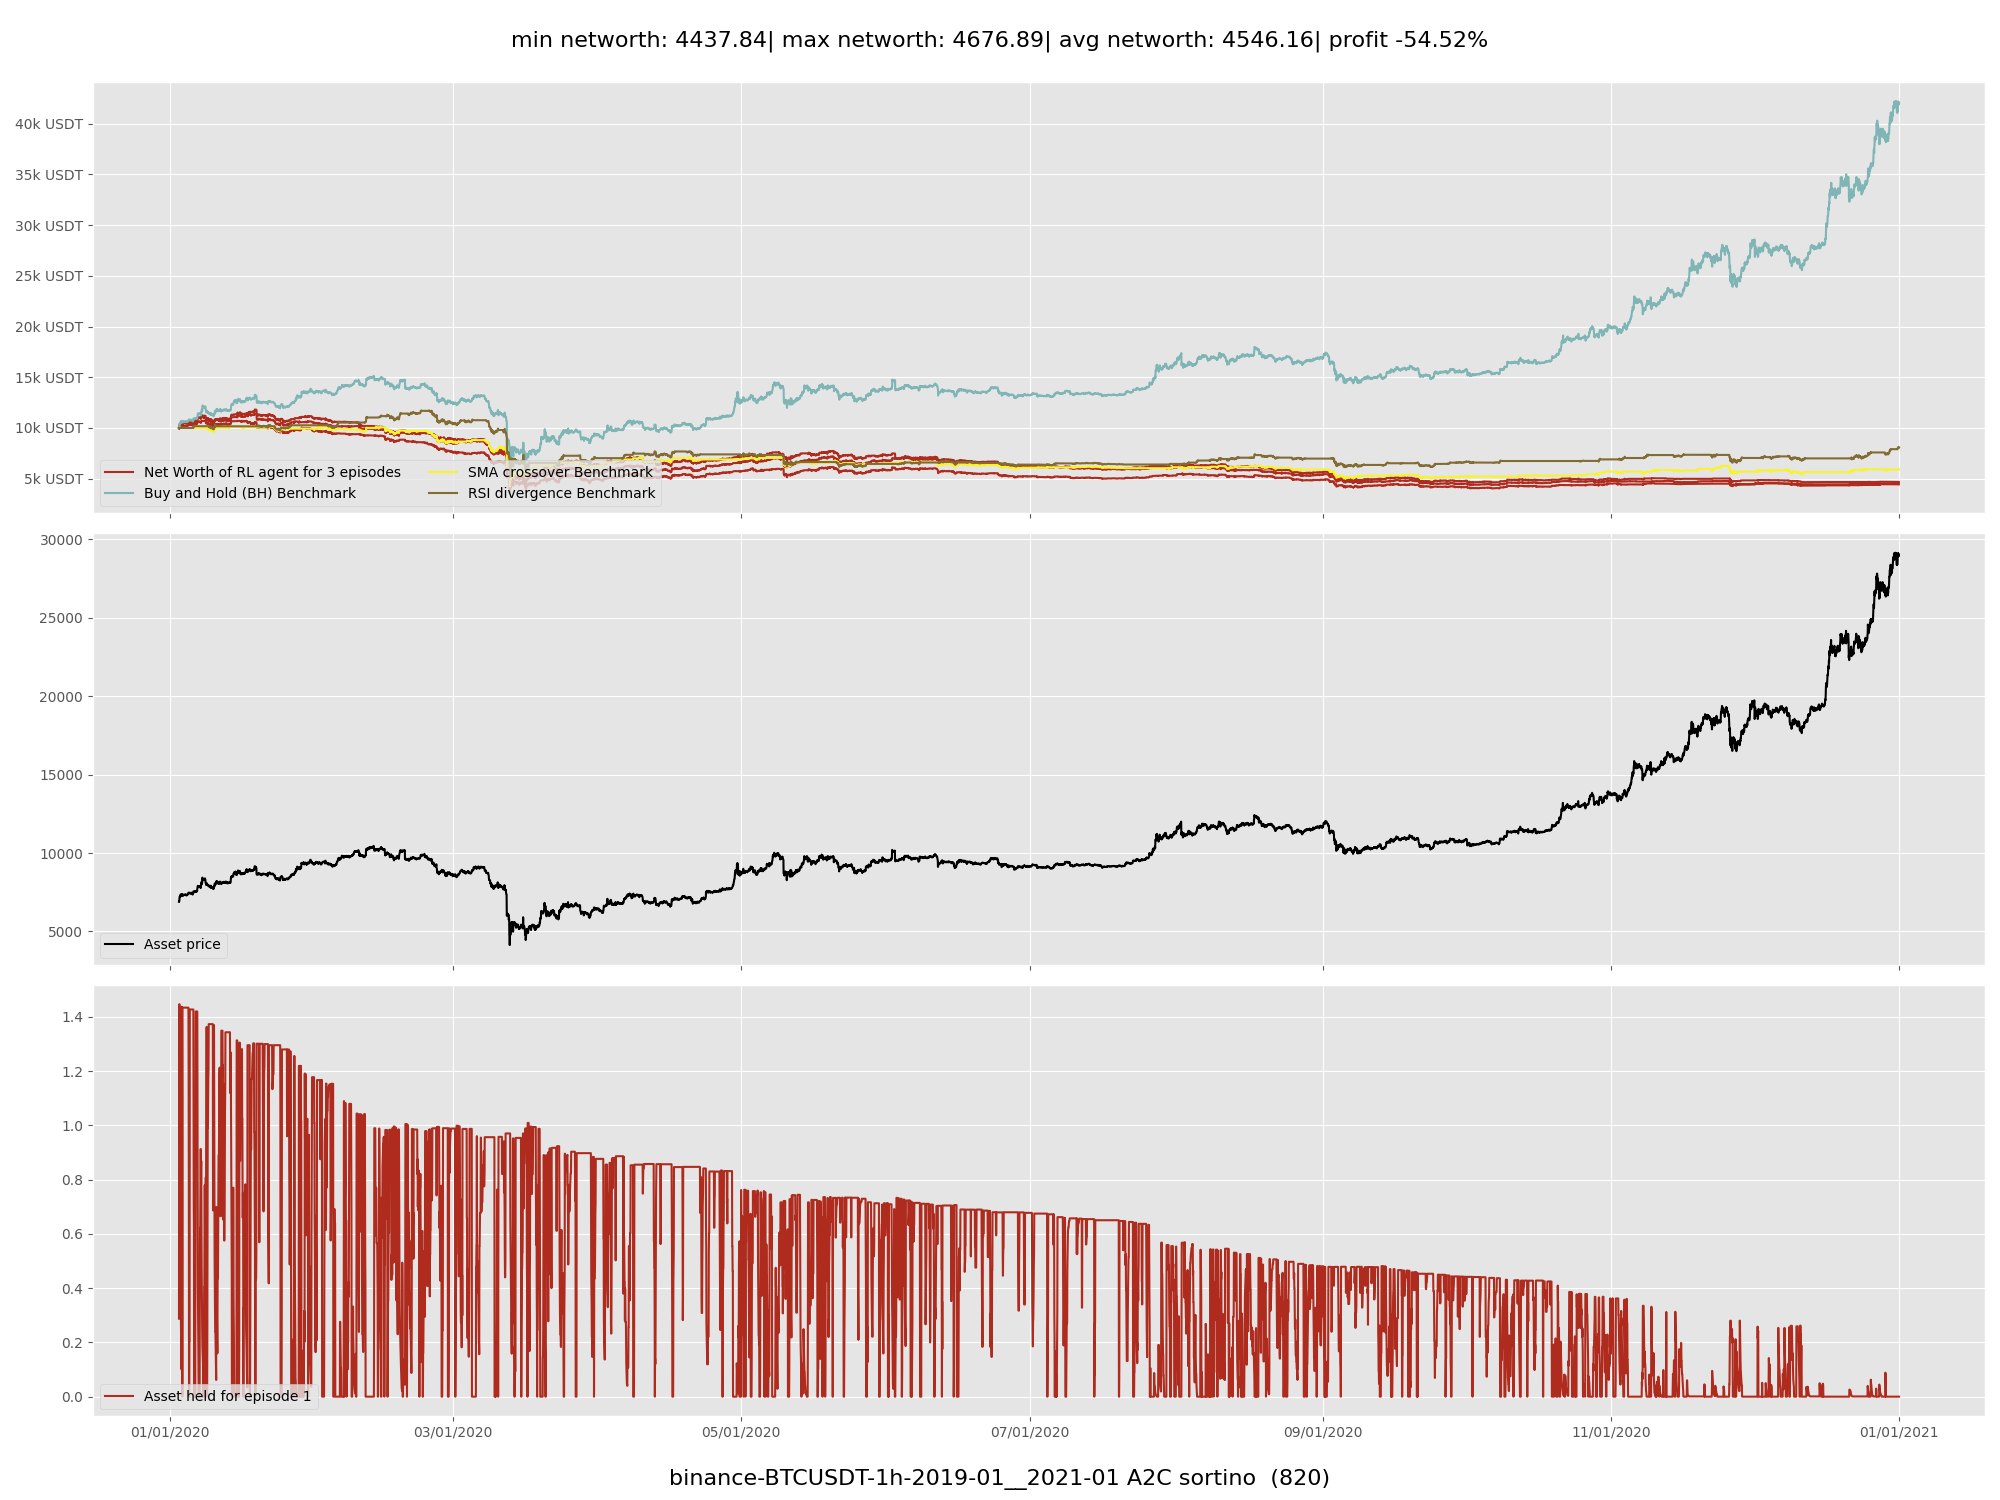 min networth: 4437.84| max networth: 4676.89| avg networth: 4546.16| profit -54.52%
40k USDT
35k USDT
30k USDT
25k USDT
20k USDT
15k USDT
10k USDT
5k USDT
Net Worth of RL agent for 3 episodes
Buy and Hold (BH) Benchmark
SMA crossover Benchmark
RSI divergence Benchmark
30000
25000
20000
15000
10000
5000
Asset price
1.4
1.2
1.0
0.8
0.6
0.4
0.2
0.0
Asset held for episode 1
01/01/2020 03/01/2020 05/01/2020 07/01/2020 09/01/2020 11/01/2020 01/01/2021
binance-BTCUSDT-1h-2019-01__2021-01 A2C sortino (820)